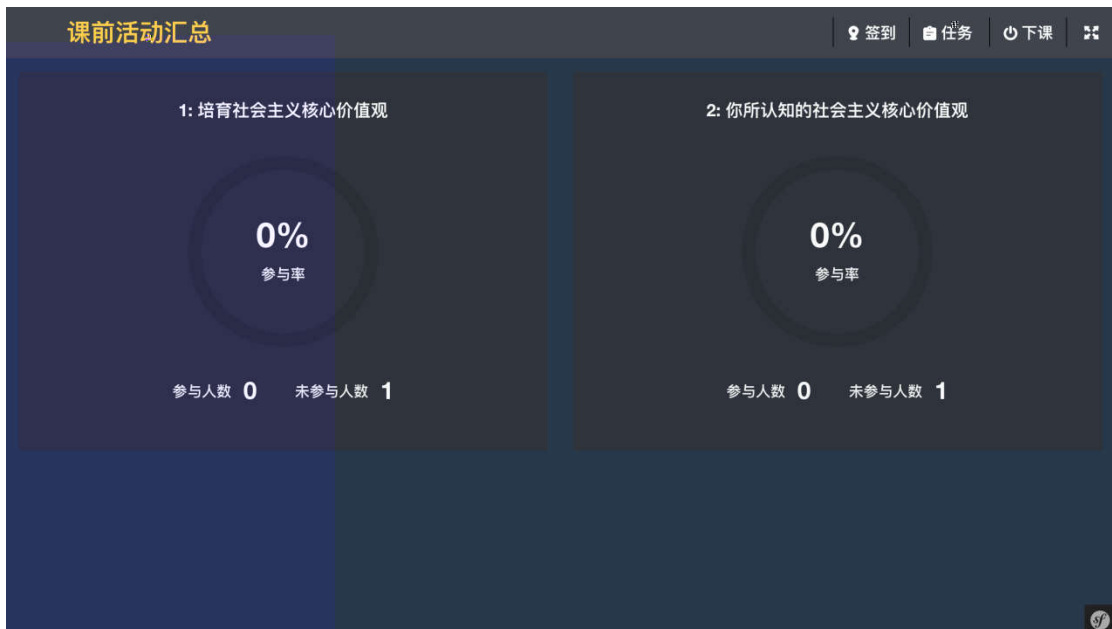 课前活动汇总
签到 任务 下课
1: 培育社会主义核心价值观
0%
参与率
参与人数 0 未参与人数 1
2: 你所认知的社会主义核心价值观
0%
参与率
参与人数 0 未参与人数 1
sf